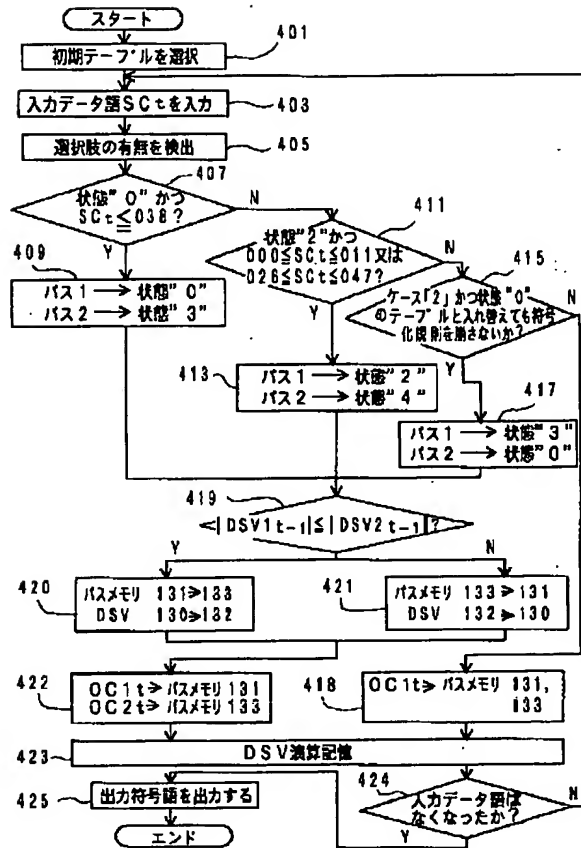 スタート
401
初期テーブルを選択
入力データ語SCtを入力
403
選択肢の有無を検出
405
407
状態"0"かつ
SCt≦038?
N
Y
411
状態"2"かつ
000≦SCt≦011又は
026≦SCt≦047?
N
Y
409
パス1→状態"0"
パス2→状態"3"
415
ケース「2」かつ状態"0"
のテーブルと入れ替えても符号
化規則を崩さないか?
N
Y
413
パス1→状態"2"
パス2→状態"4"
417
パス1→状態"3"
パス2→状態"0"
419
|DSV1t-1|≦|DSV2t-1|?
Y
N
420
パスメモリ 131⇒133
DSV 130⇒132
421
パスメモリ 133⇒131
DSV 132⇒130
422
OC1t⇒パスメモリ131
OC2t⇒パスメモリ133
418
OC1t⇒パスメモリ131,
133
423
DSV演算記憶
424
入力データ語は
なくなったか?
N
Y
425
出力符号語を出力する
エンド